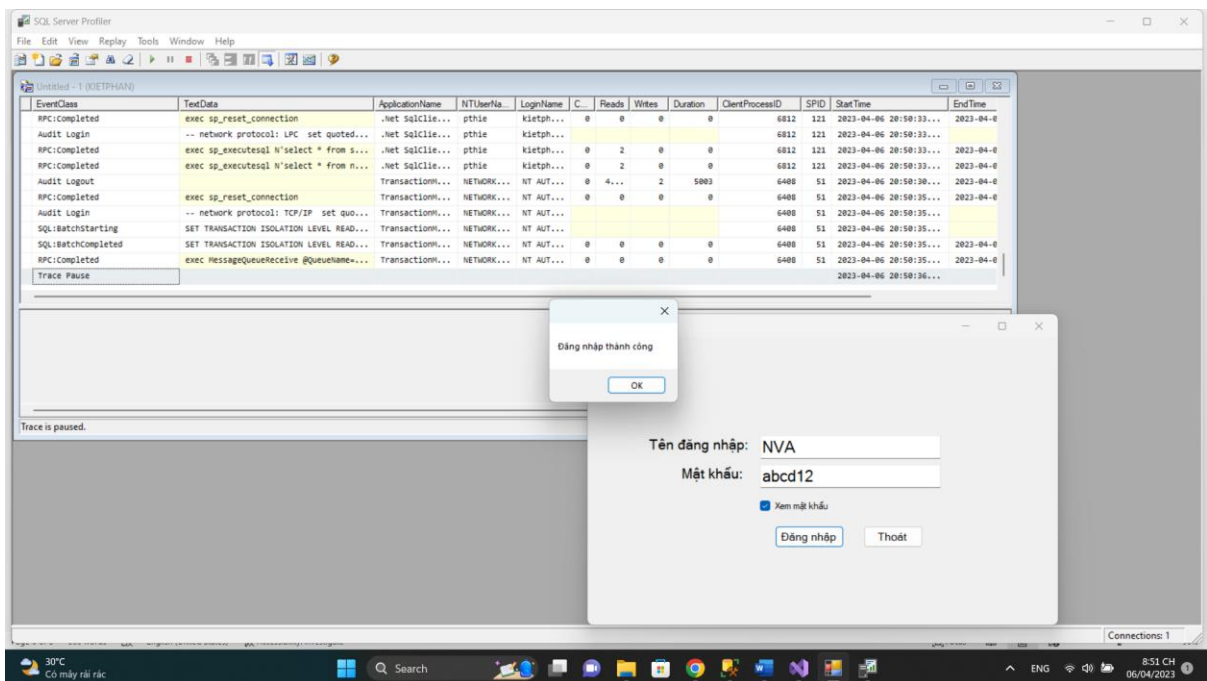 SQL Server Profiler
File Edit View Replay Tools Window Help
Untitled - 1 (KIETPHAN)
EventClass TextData ApplicationName NTUserNa... LoginName C... Reads Writes Duration ClientProcessID SPID StartTime EndTime
RPC:Completed exec sp_reset_connection .Net SqlClie... pthie kietph... 0 0 0 0 6812 121 2023-04-06 20:50:33... 2023-04-0
Audit Login -- network protocol: LPC set quoted... .Net SqlClie... pthie kietph... 6812 121 2023-04-06 20:50:33...
RPC:Completed exec sp_executesql N'select * from s... .Net SqlClie... pthie kietph... 0 2 0 0 6812 121 2023-04-06 20:50:33... 2023-04-0
RPC:Completed exec sp_executesql N'select * from n... .Net SqlClie... pthie kietph... 0 2 0 0 6812 121 2023-04-06 20:50:33... 2023-04-0
Audit Logout TransactionM... NETWORK... NT AUT... 0 4... 2 5003 6408 51 2023-04-06 20:50:30... 2023-04-0
RPC:Completed exec sp_reset_connection TransactionM... NETWORK... NT AUT... 0 0 0 0 6408 51 2023-04-06 20:50:35... 2023-04-0
Audit Login -- network protocol: TCP/IP set quo... TransactionM... NETWORK... NT AUT... 6408 51 2023-04-06 20:50:35...
SQL:BatchStarting SET TRANSACTION ISOLATION LEVEL READ... TransactionM... NETWORK... NT AUT... 6408 51 2023-04-06 20:50:35...
SQL:BatchCompleted SET TRANSACTION ISOLATION LEVEL READ... TransactionM... NETWORK... NT AUT... 0 0 0 0 6408 51 2023-04-06 20:50:35... 2023-04-0
RPC:Completed exec MessageQueueReceive @QueueName=... TransactionM... NETWORK... NT AUT... 0 0 0 0 6408 51 2023-04-06 20:50:35... 2023-04-0
Trace Pause 2023-04-06 20:50:36...
Đăng nhập thành công
OK
Trace is paused.
Tên đăng nhập: NVA
Mật khẩu: abcd12
Xem mật khẩu
Đăng nhập Thoát
Connections: 1
30°C
Có mây rải rác
Search
ENG
8:51 CH
06/04/2023
1